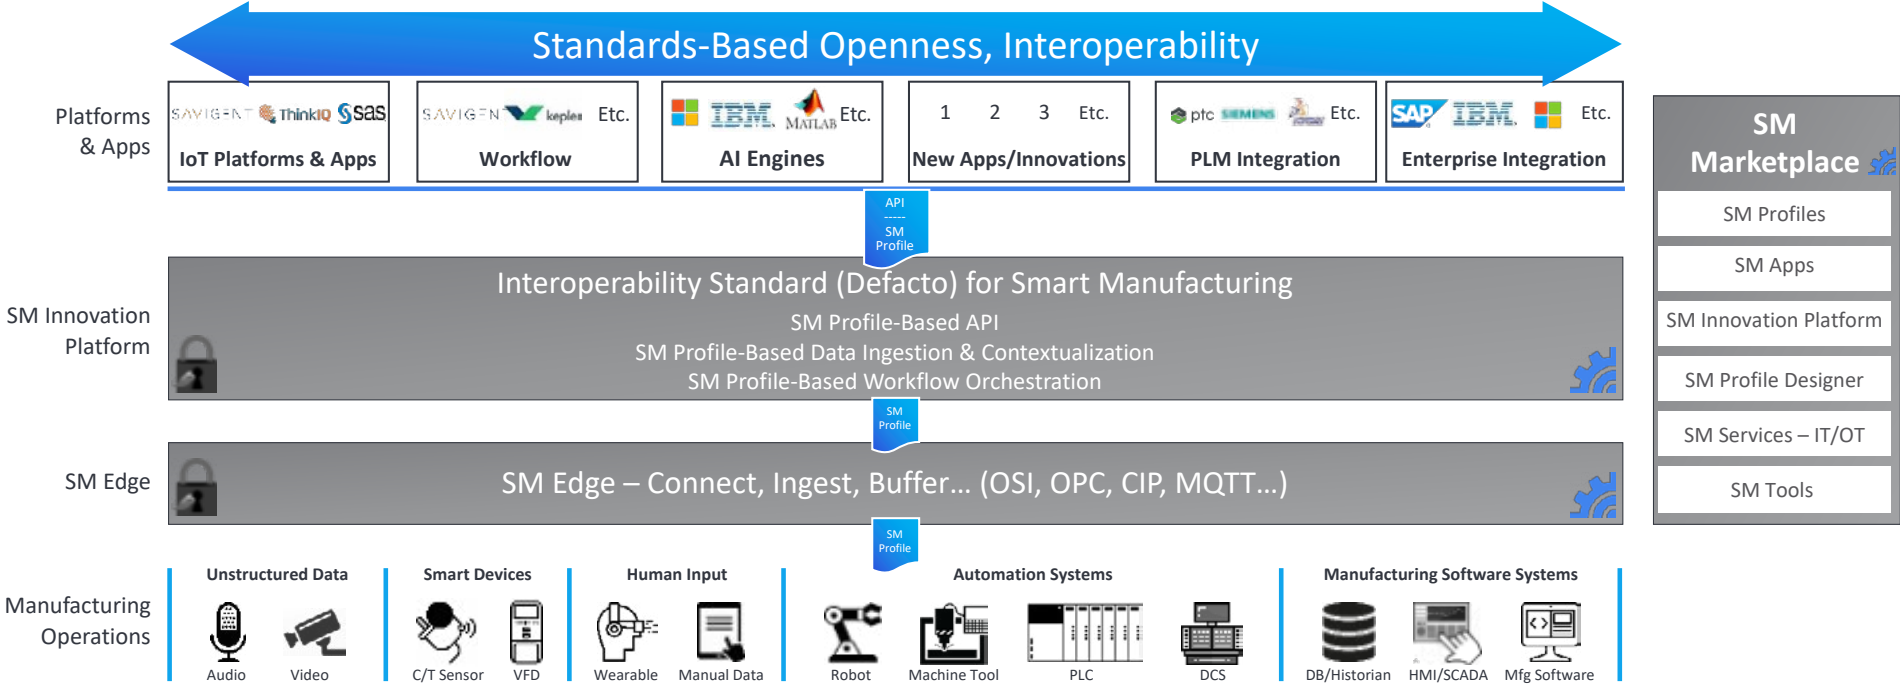 Standards-Based Openness, Interoperability
Platforms
& Apps
SAVIGENT ThinkIQ sas
IoT Platforms & Apps
SAVIGEN kepler Etc.
Workflow
IBM MATLAB Etc.
AI Engines
1 2 3 Etc.
New Apps/Innovations
ptc SIEMENS Etc.
PLM Integration
SAP IBM Etc.
Enterprise Integration
API
-----
SM
Profile
SM Innovation
Platform
Interoperability Standard (Defacto) for Smart Manufacturing
SM Profile-Based API
SM Profile-Based Data Ingestion & Contextualization
SM Profile-Based Workflow Orchestration
SM
Profile
SM Edge
SM Edge – Connect, Ingest, Buffer... (OSI, OPC, CIP, MQTT...)
SM
Profile
Manufacturing
Operations
Unstructured Data
Audio Video
Smart Devices
C/T Sensor VFD
Human Input
Wearable Manual Data
Automation Systems
Robot Machine Tool PLC DCS
Manufacturing Software Systems
DB/Historian HMI/SCADA Mfg Software
SM
Marketplace
SM Profiles
SM Apps
SM Innovation Platform
SM Profile Designer
SM Services – IT/OT
SM Tools